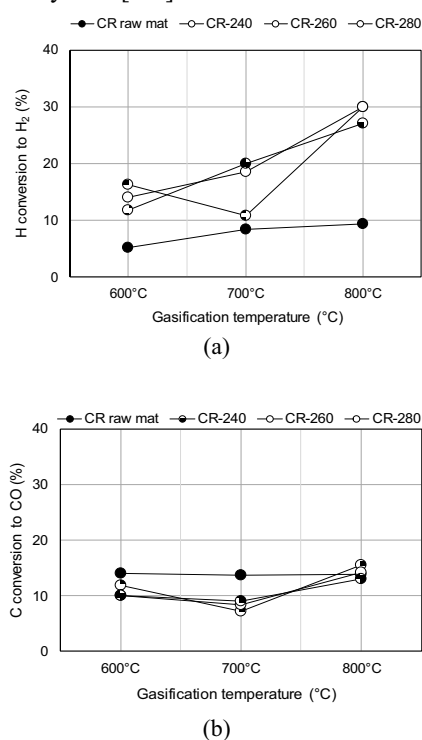 CR raw mat CR-240 CR-260 CR-280
40
30
20
10
0
H conversion to H₂ (%)
600°C 700°C 800°C
Gasification temperature (°C)
(a)
CR raw mat CR-240 CR-260 CR-280
40
30
20
10
0
C conversion to CO (%)
600°C 700°C 800°C
Gasification temperature (°C)
(b)